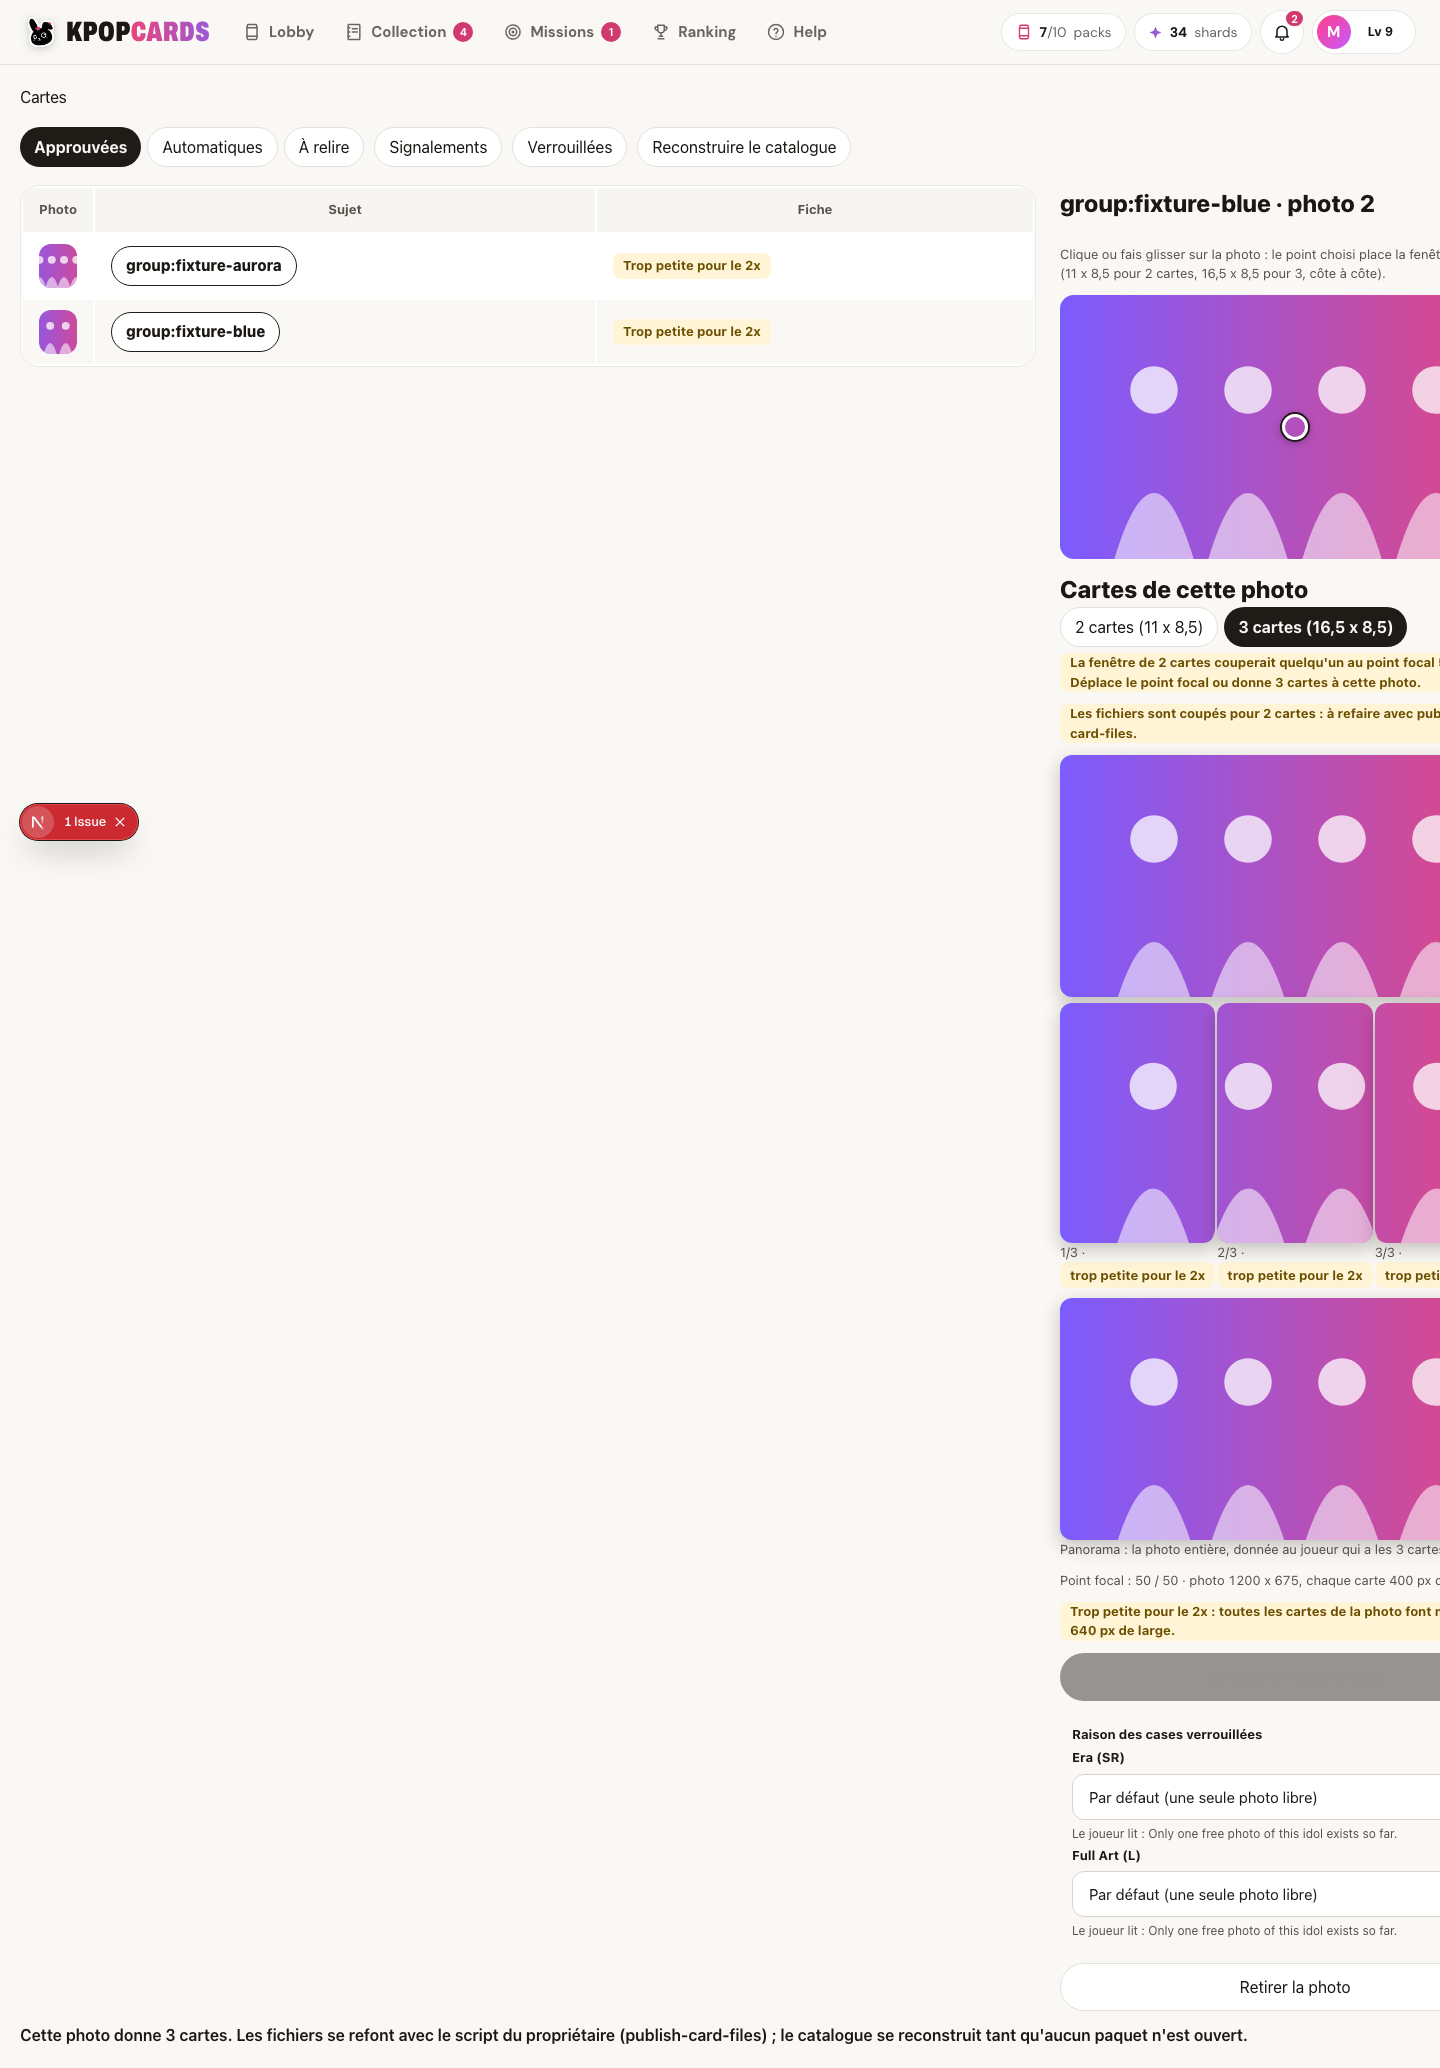 KPOPCARDS
Lobby
Collection 4
Missions 1
Ranking
Help
7/10 packs
34 shards
2
M
Lv 9
Cartes
Approuvées
Automatiques
À relire
Signalements
Verrouillées
Reconstruire le catalogue
Photo
Sujet
Fiche
group:fixture-aurora
Trop petite pour le 2x
group:fixture-blue
Trop petite pour le 2x
group:fixture-blue · photo 2
Clique ou fais glisser sur la photo : le point choisi place la
(11 x 8,5 pour 2 cartes, 16,5 x 8,5 pour 3, côte à côte).
Cartes de cette photo
2 cartes (11 x 8,5)
3 cartes (16,5 x 8,5)
La fenêtre de 2 cartes couperait quelqu'un au point focal
Déplace le point focal ou donne 3 cartes à cette photo.
Les fichiers sont coupés pour 2 cartes : à refaire avec
card-files.
1 Issue
1/3 ·
2/3 ·
3/3 ·
trop petite pour le 2x
trop petite pour le 2x
trop
Panorama : la photo entière, donnée au joueur qui a les 3
Point focal : 50 / 50 · photo 1200 x 675, chaque carte 400 px
Trop petite pour le 2x : toutes les cartes de la photo font
640 px de large.
Raison des cases verrouillées
Era (SR)
Par défaut (une seule photo libre)
Le joueur lit : Only one free photo of this idol exists so far.
Full Art (L)
Par défaut (une seule photo libre)
Le joueur lit : Only one free photo of this idol exists so far.
Retirer la photo
Cette photo donne 3 cartes. Les fichiers se refont avec le script du propriétaire (publish-card-files) ; le catalogue se reconstruit tant qu'aucun paquet n'est ouvert.